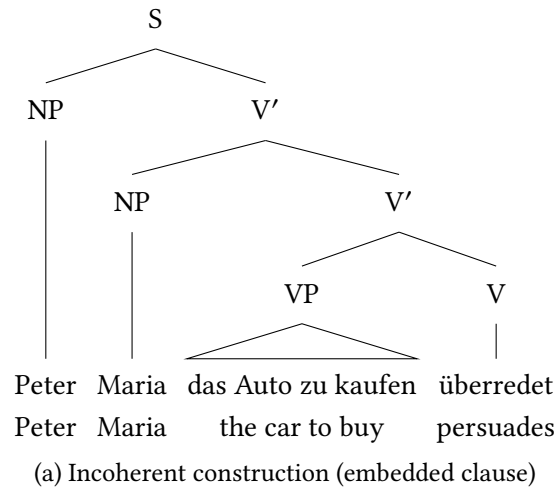 S
NP V′
NP V′
VP V
Peter Maria das Auto zu kaufen überredet
Peter Maria the car to buy persuades
(a) Incoherent construction (embedded clause)